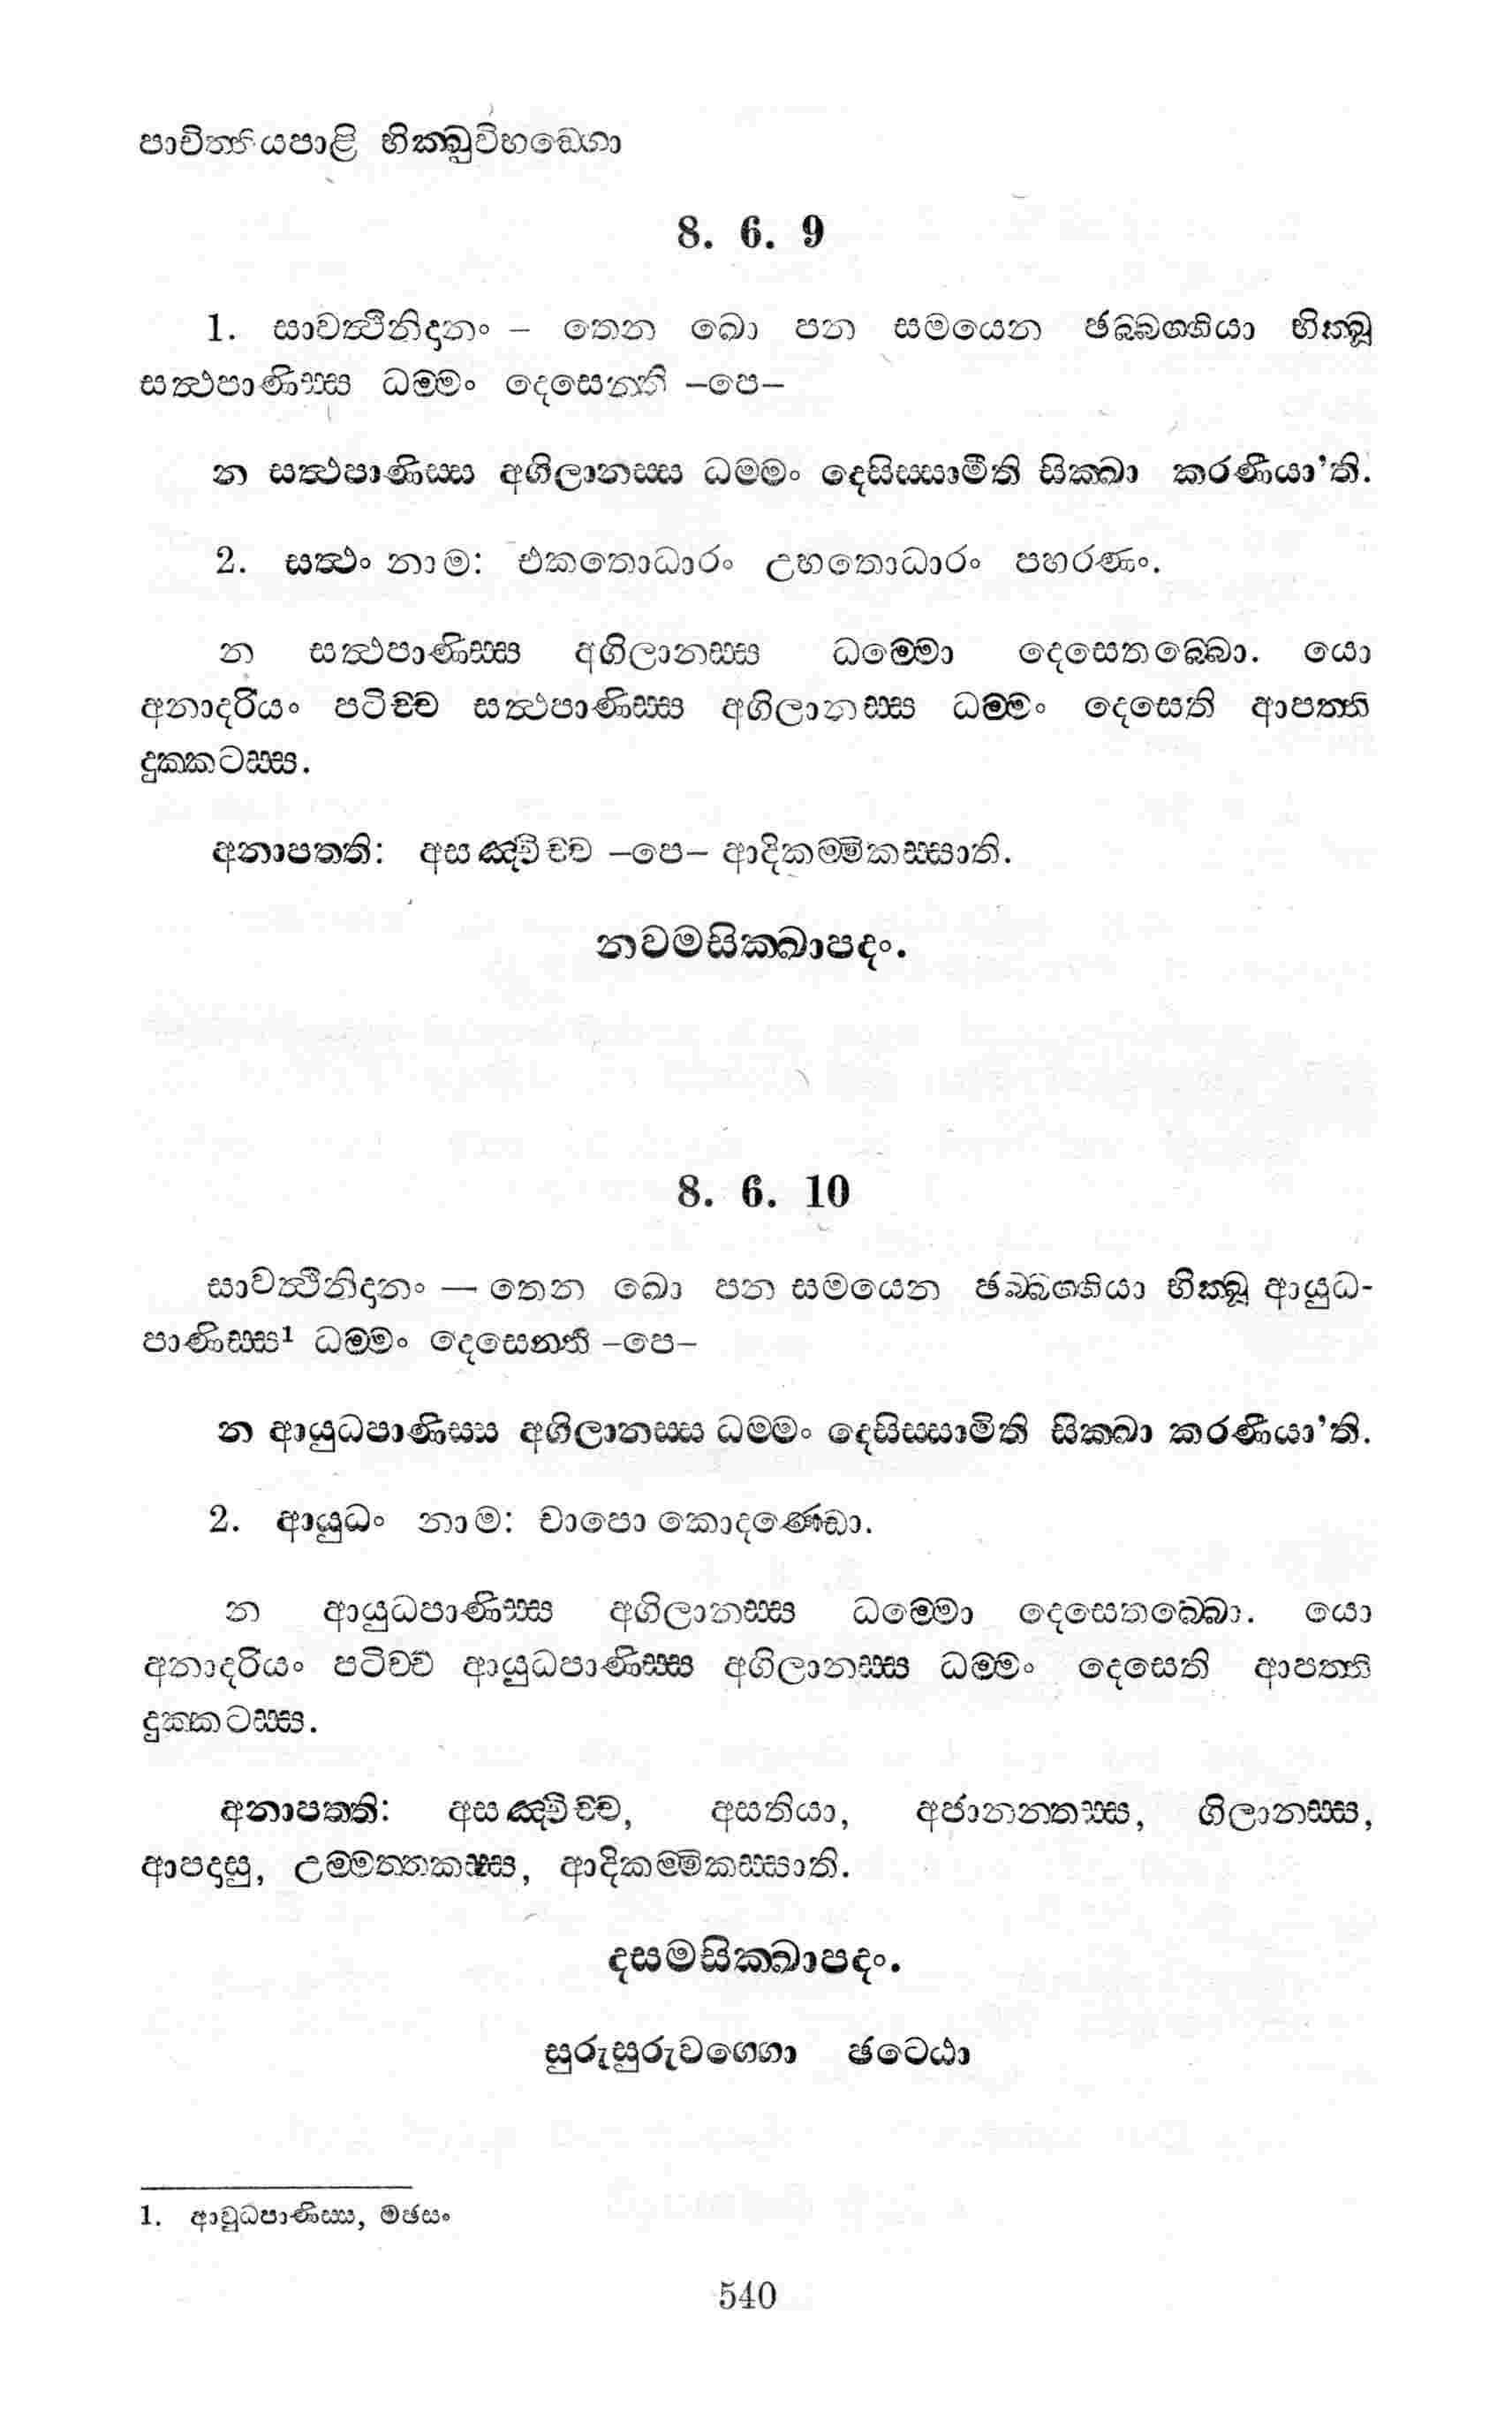 පාචිත්තියපාළි භික්ඛුවිභඞ්ගො
8. 6. 9
1. සාවත්ථිනිදානං – තෙන ඛො පන සමයෙන ඡබ්බග්ගියා භික්ඛූ
සත්ථපාණිස්ස ධම්මං දෙසෙන්ති –පෙ–
න සත්ථපාණිස්ස අගිලානස්ස ධම්මං දෙසිස්සාමීති සික්ඛා කරණීයා’ති.
2. සත්ථං නාම: එකතොධාරං උභතොධාරං පහරණං.
න සත්ථපාණිස්ස අගිලානස්ස ධම්මො දෙසෙතබ්බො. යො
අනාදරියං පටිච්ච සත්ථපාණිස්ස අගිලානස්ස ධම්මං දෙසෙති ආපත්ති
දුක්කටස්ස.
අනාපත්ති: අසඤ්චිච්ච –පෙ– ආදිකම්මිකස්සාති.
නවමසික්ඛාපදං.
8. 6. 10
සාවත්ථිනිදානං — තෙන ඛො පන සමයෙන ඡබ්බග්ගියා භික්ඛූ ආයුධ-
පාණිස්ස¹ ධම්මං දෙසෙන්ති –පෙ–
න ආයුධපාණිස්ස අගිලානස්ස ධම්මං දෙසිස්සාමිති සික්ඛා කරණීයා’ති.
2. ආයුධං නාම: චාපො කොදණ්ඩො.
න ආයුධපාණිස්ස අගිලානස්ස ධම්මො දෙසෙතබ්බො. යො
අනාදරියං පටිච්ච ආයුධපාණිස්ස අගිලානස්ස ධම්මං දෙසෙති ආපත්ති
දුක්කටස්ස.
අනාපත්ති: අසඤ්චිච්ච, අසතියා, අජානන්තස්ස, ගිලානස්ස,
ආපදාසු, උම්මත්තකස්ස, ආදිකම්මිකස්සාති.
දසමසික්ඛාපදං.
සුරුසුරුවග්ගො ඡට්ඨො
1. ආවුධපාණිස්ස, මඡසං
540